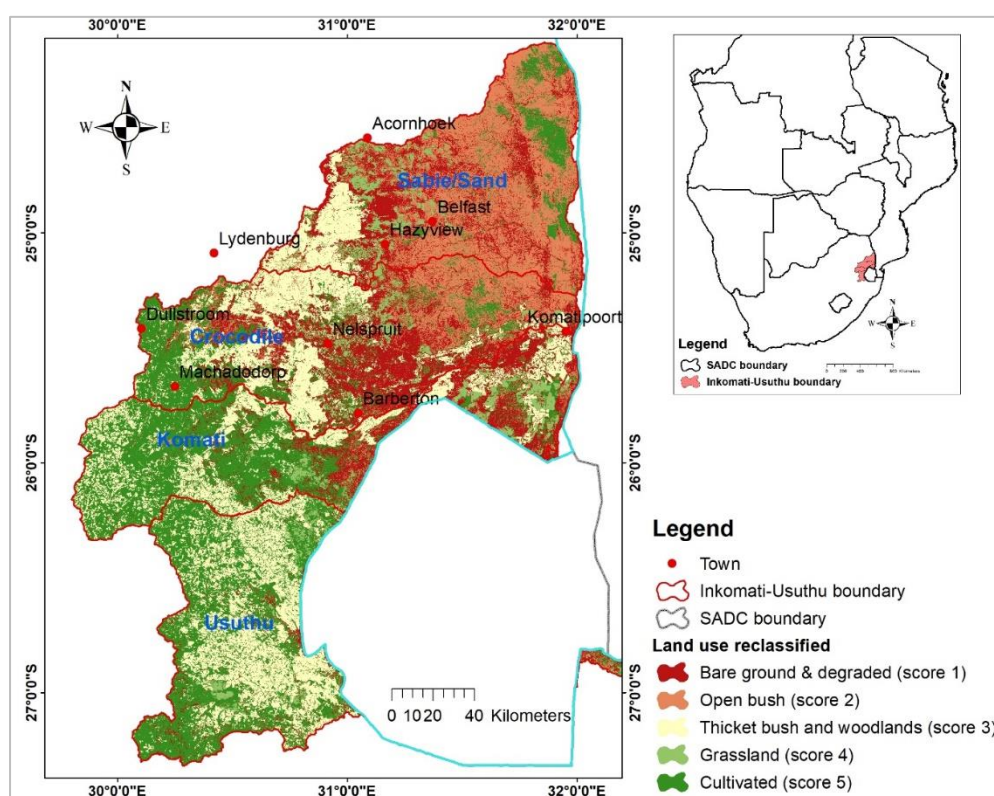 30°0'0"E
31°0'0"E
32°0'0"E
N
W
E
S
Acornhoek
Sabie/Sand
Belfast
Hazyview
Lydenburg
Dullstroom
Crocodile
Nelspruit
Komatipoort
Machadodorp
Barberton
Komati
Usuthu
25°0'0"S
26°0'0"S
27°0'0"S
25°0'0"S
26°0'0"S
27°0'0"S
0 10 20 40 Kilometers
30°0'0"E
31°0'0"E
32°0'0"E
N
W
E
S
Legend
SADC boundary
Inkomati-Usuthu boundary
Legend
Town
Inkomati-Usuthu boundary
SADC boundary
Land use reclassified
Bare ground & degraded (score 1)
Open bush (score 2)
Thicket bush and woodlands (score 3)
Grassland (score 4)
Cultivated (score 5)